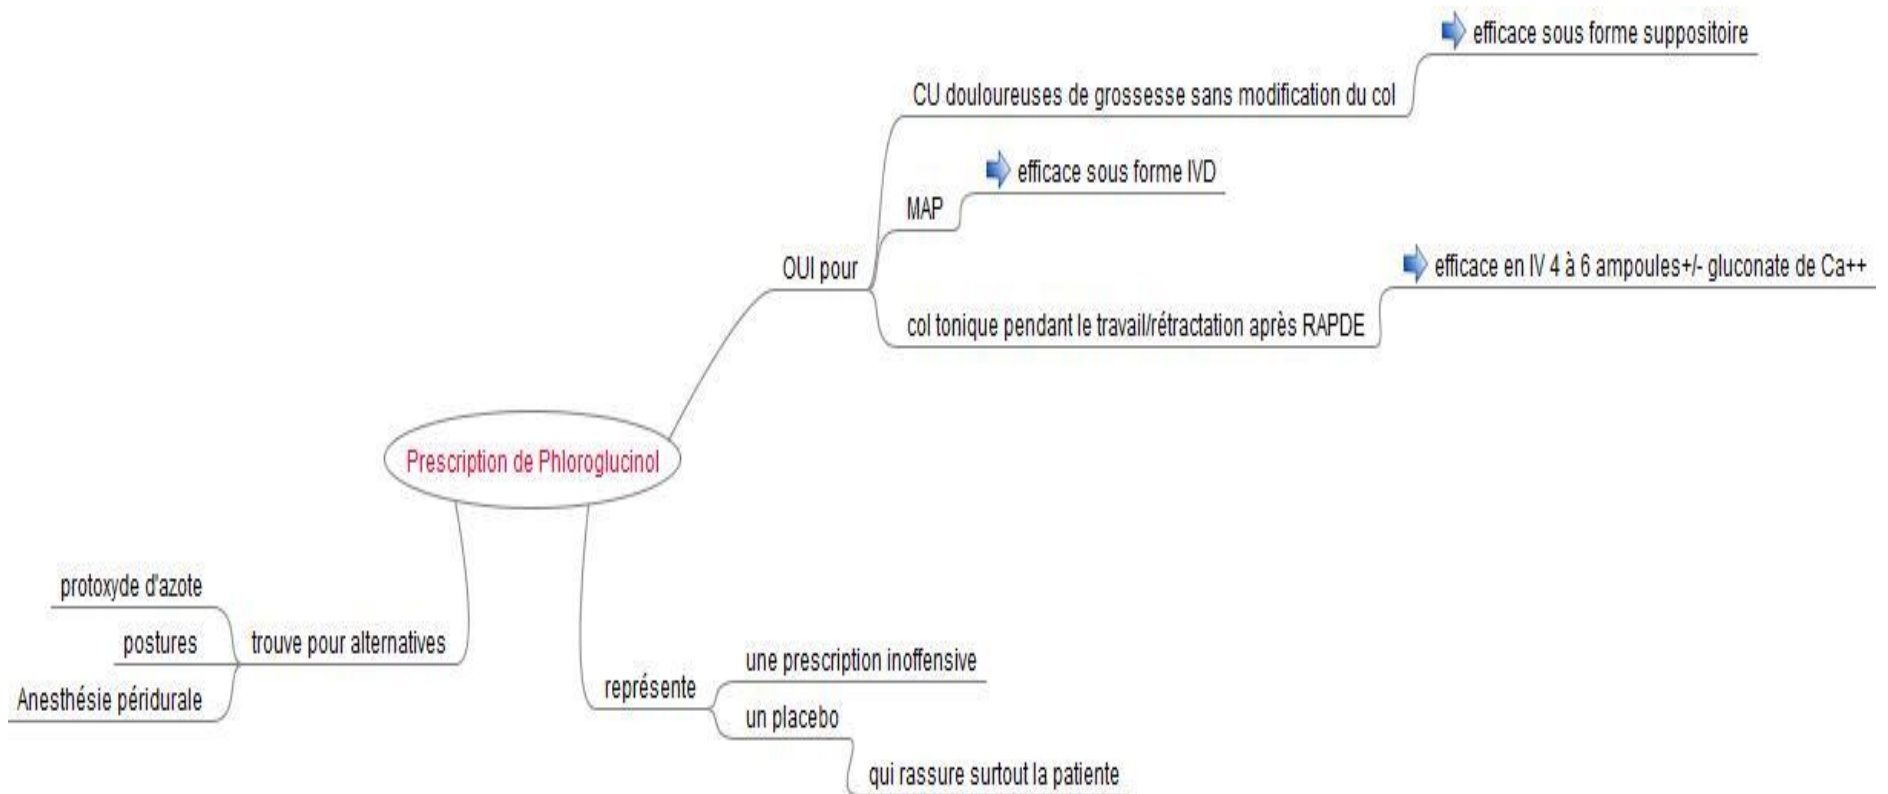 efficace sous forme suppositoire
CU douloureuses de grossesse sans modification du col
efficace sous forme IVD
MAP
OUI pour
efficace en IV 4 à 6 ampoules+/- gluconate de Ca++
col tonique pendant le travail/rétractation après RAPDE
Prescription de Phloroglucinol
protoxyde d'azote
postures
trouve pour alternatives
Anesthésie péridurale
une prescription inoffensive
représente
un placebo
qui rassure surtout la patiente